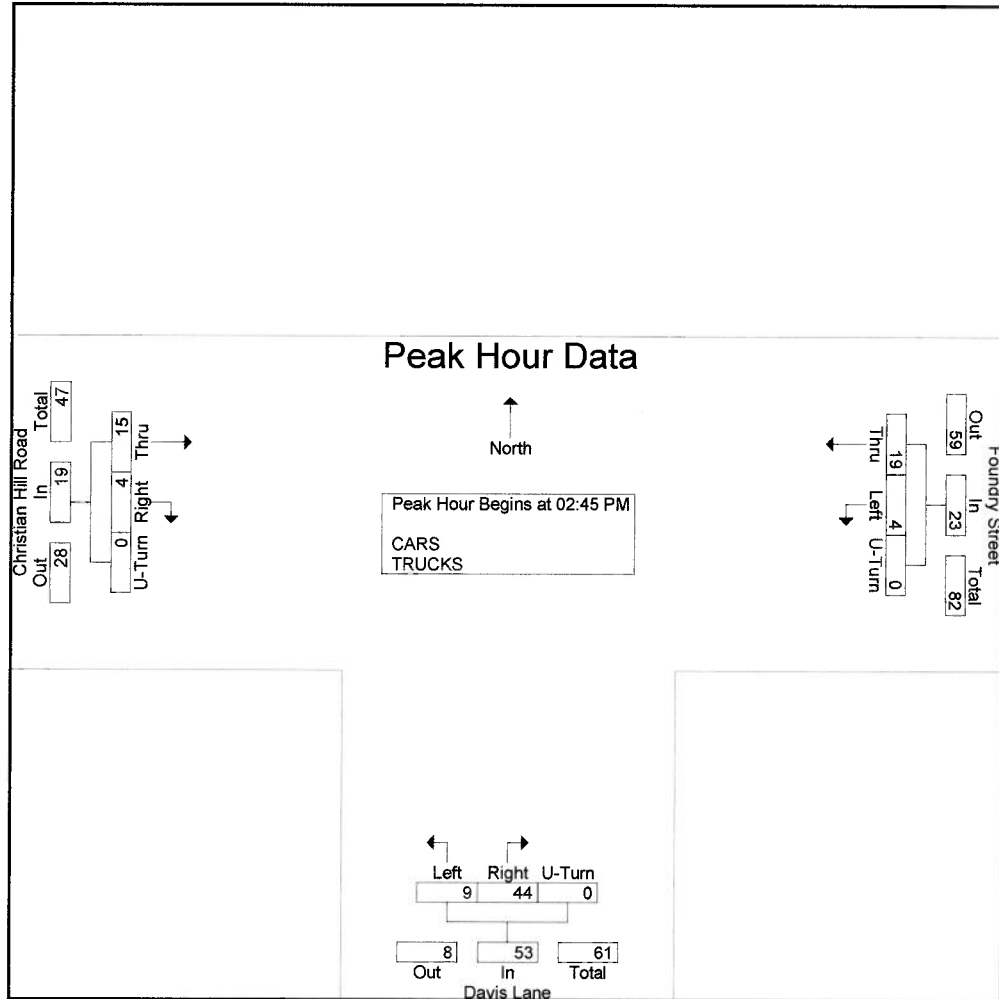 Peak Hour Data
North
Peak Hour Begins at 02:45 PM
CARS
TRUCKS
Christian Hill Road
Out In Total
28 19 47
15 4 0
Thru Right U-Turn
Foundry Street
Out In Total
59 23 82
19 4 0
Thru Left U-Turn
Left Right U-Turn
9 44 0
8 53 61
Out In Total
Davis Lane